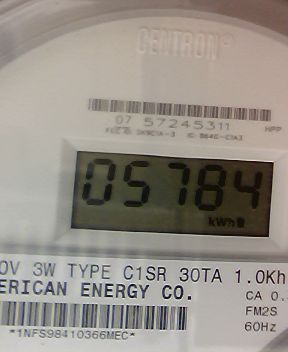 CENTRON®
07 57245311
HPP
05784
kWh
0V 3W TYPE C1SR 30TA 1.0Kh
ERICAN ENERGY CO.
CA 0.
FM2S
60Hz
*1NFS98410366MEC*